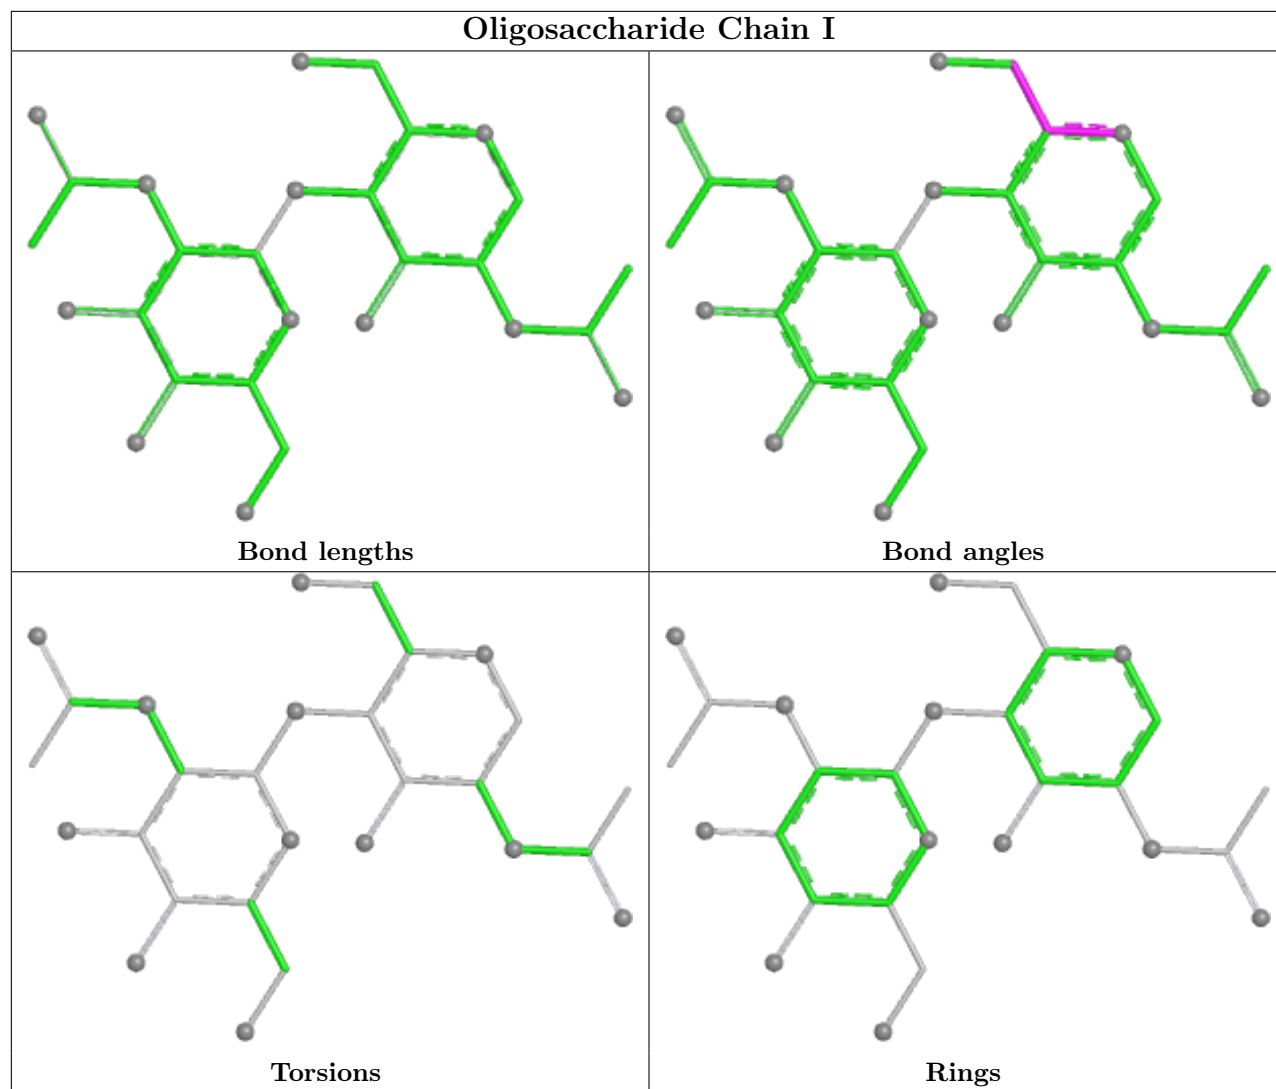 Oligosaccharide Chain I
Bond lengths
Bond angles
Torsions
Rings